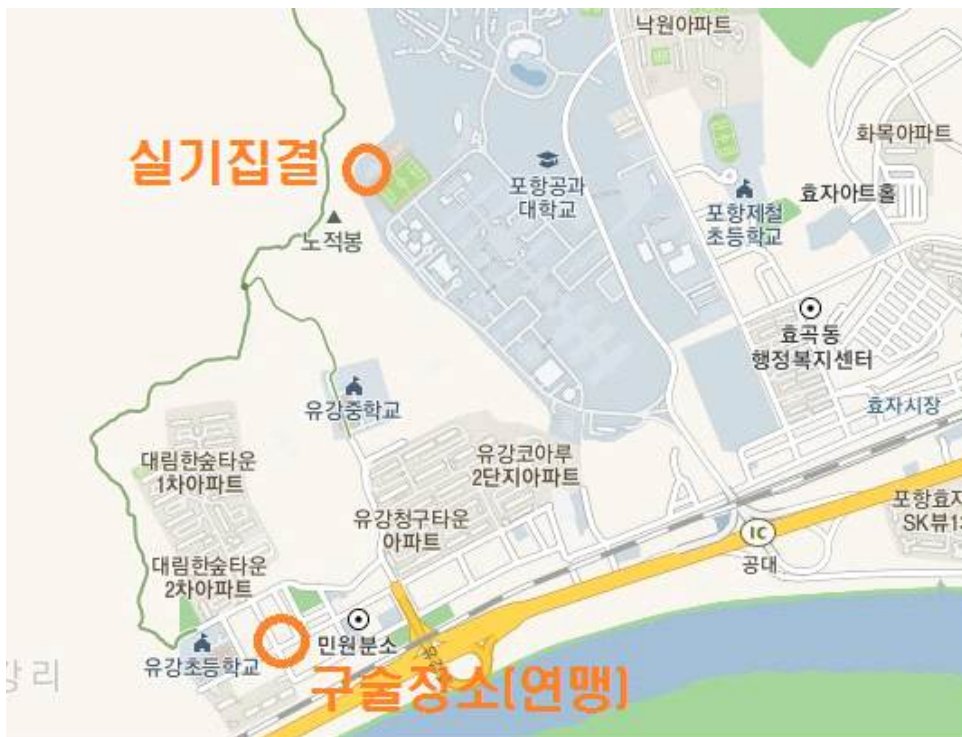 낙원아파트
화목아파트
실기집결
포항공과
대학교
효자아트홀
포항제철
초등학교
노적봉
효곡동
행정복지센터
유강중학교
효자시장
대림한숲타운
1차아파트
유강코아루
2단지아파트
포항효자
SK뷰1
유강청구타운
아파트
IC
공대
대림한숲타운
2차아파트
민원분소
유강초등학교
강리
구술장소(연맹)